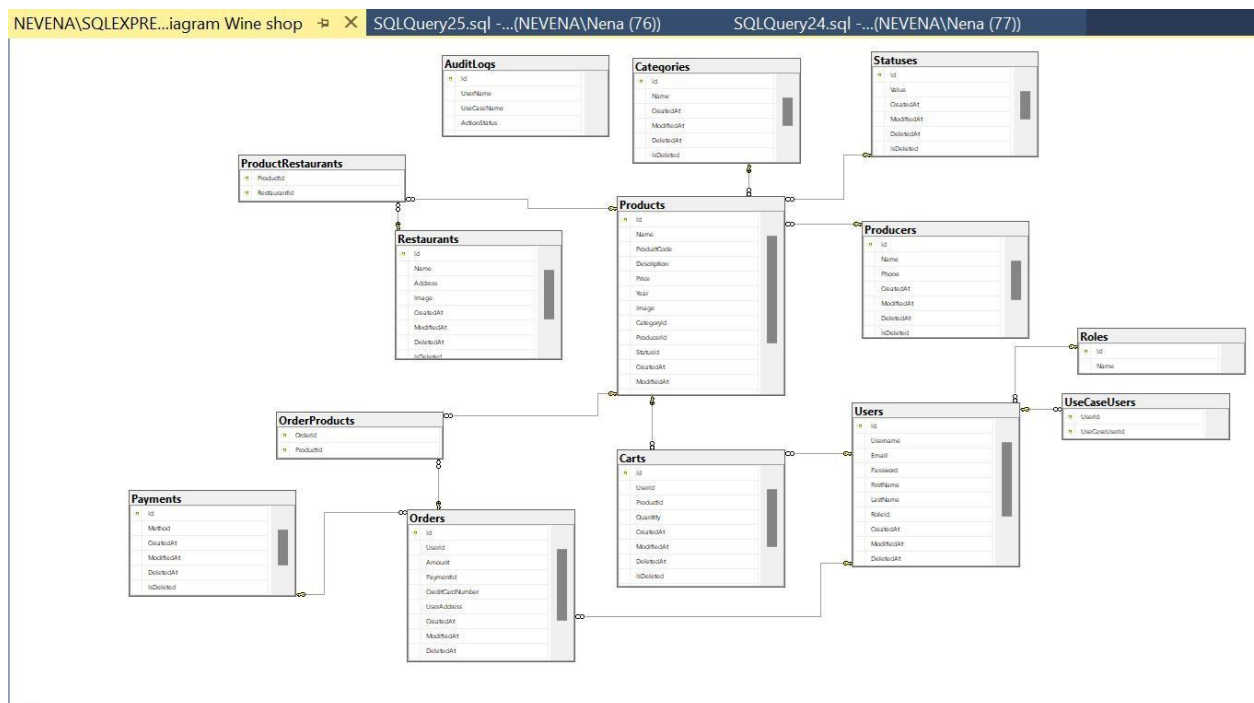 NEVENA\SQLEXPRE...iagram Wine shop
SQLQuery25.sql -...(NEVENA\Nena (76))
SQLQuery24.sql -...(NEVENA\Nena (77))
AuditLogs
Id
UserName
UseCaseName
ActionStatus
Categories
Id
Name
CreatedAt
ModifiedAt
DeletedAt
IsDeleted
Statuses
Id
Value
CreatedAt
ModifiedAt
DeletedAt
IsDeleted
ProductRestaurants
ProductId
RestaurantId
Restaurants
Id
Name
Address
Image
CreatedAt
ModifiedAt
DeletedAt
IsDeleted
Products
Id
Name
ProductCode
Description
Price
Year
Image
CategoryId
ProducerId
StatusId
CreatedAt
ModifiedAt
Producers
Id
Name
Phone
CreatedAt
ModifiedAt
DeletedAt
IsDeleted
Roles
Id
Name
UseCaseUsers
UserId
UseCaseUserId
OrderProducts
OrderId
ProductId
Users
Id
Username
Email
Password
FirstName
LastName
RoleId
CreatedAt
ModifiedAt
DeletedAt
Carts
Id
UserId
ProductId
Quantity
CreatedAt
ModifiedAt
DeletedAt
IsDeleted
Payments
Id
Method
CreatedAt
ModifiedAt
DeletedAt
IsDeleted
Orders
Id
UserId
Amount
PaymentId
CreditCardNumber
UserAddress
CreatedAt
ModifiedAt
DeletedAt